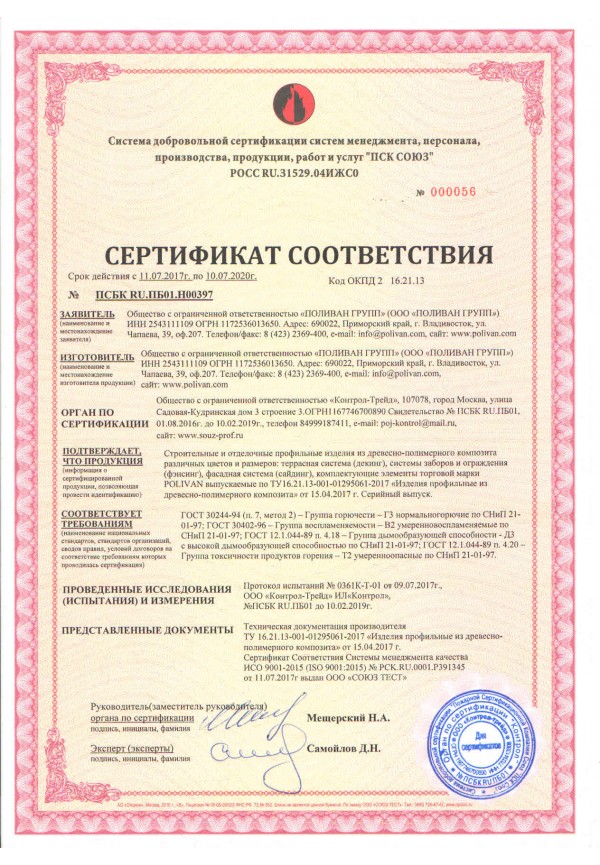 Система добровольной сертификации систем менеджмента, персонала,
производства, продукции, работ и услуг "ПСК СОЮЗ"
РОСС RU.31529.04ИЖС0
№ 000056
СЕРТИФИКАТ СООТВЕТСТВИЯ
Срок действия с 11.07.2017г. по 10.07.2020г.
Код ОКПД 2 16.21.13
№ ПСБК RU.ПБ01.Н00397
ЗАЯВИТЕЛЬ
(наименование и
местонахождение
заявителя)
Общество с ограниченной ответственностью «ПОЛИВАН ГРУПП» (ООО «ПОЛИВАН ГРУПП»)
ИНН 2543111109 ОГРН 1172536013650. Адрес: 690022, Приморский край, г. Владивосток, ул.
Чапаева, 39, оф.207. Телефон/факс: 8 (423) 2369-400, e-mail: info@polivan.com, сайт: www.polivan.com
ИЗГОТОВИТЕЛЬ
(наименование и
местонахождение
изготовителя продукции)
Общество с ограниченной ответственностью «ПОЛИВАН ГРУПП» (ООО «ПОЛИВАН ГРУПП»)
ИНН 2543111109 ОГРН 1172536013650. Адрес: 690022, Приморский край, г. Владивосток, ул.
Чапаева, 39, оф.207. Телефон/факс: 8 (423) 2369-400, e-mail: info@polivan.com,
сайт: www.polivan.com
ОРГАН ПО
СЕРТИФИКАЦИИ
Общество с ограниченной ответственностью «Контрол-Трейд», 107078, город Москва, улица
Садовая-Кудринская дом 3 строение 3.ОГРН1167746700890 Свидетельство № ПСБК RU.ПБ01,
01.08.2016г. до 10.02.2019г., телефон 84999187411, e-mail: poj-kontrol@mail.ru,
сайт: www.souz-prof.ru
ПОДТВЕРЖДАЕТ,
ЧТО ПРОДУКЦИЯ
(информация о
сертифицированной
продукции, позволяющая
провести идентификацию)
Строительные и отделочные профильные изделия из древесно-полимерного композита
различных цветов и размеров: террасная система (декинг), системы заборов и ограждения
(фэнсинг), фасадная система (сайдинг), комплектующие элементы торговой марки
POLIVAN выпускаемые по ТУ16.21.13-001-01295061-2017 «Изделия профильные из
древесно-полимерного композита» от 15.04.2017 г. Серийный выпуск.
СООТВЕТСТВУЕТ
ТРЕБОВАНИЯМ
(наименование национальных
стандартов, стандартов организаций,
сводов правил, условий договоров на
соответствие требованиям которых
проводилась сертификация)
ГОСТ 30244-94 (п. 7, метод 2) – Группа горючести – Г3 нормальногорючие по СНиП 21-
01-97; ГОСТ 30402-96 – Группа воспламеняемости – В2 умеренновоспламеняемые по
СНиП 21-01-97; ГОСТ 12.1.044-89 п. 4.18 – Группа дымообразующей способности - Д3
с высокой дымообразующей способностью по СНиП 21-01-97; ГОСТ 12.1.044-89 п. 4.20 –
Группа токсичности продуктов горения – Т2 умеренноопасные по СНиП 21-01-97.
ПРОВЕДЕННЫЕ ИССЛЕДОВАНИЯ
(ИСПЫТАНИЯ) И ИЗМЕРЕНИЯ
Протокол испытаний № 0361К-Т-01 от 09.07.2017г.,
ООО «Контрол-Трейд» ИЛ«Контрол»,
№ПСБК RU.ПБ01 до 10.02.2019г.
ПРЕДСТАВЛЕННЫЕ ДОКУМЕНТЫ
Техническая документация производителя
ТУ 16.21.13-001-01295061-2017 «Изделия профильные из древесно-
полимерного композита» от 15.04.2017 г.
Сертификат Соответствия Системы менеджмента качества
ИСО 9001-2015 (ISO 9001:2015) № РСК.RU.0001.Р391345
от 11.07.2017г выдан ООО «СОЮЗ ТЕСТ»
Руководитель(заместитель руководителя)
органа по сертификации
подпись, инициалы, фамилия
Мещерский Н.А.
Эксперт (эксперты)
подпись, инициалы, фамилия
Самойлов Д.Н.
Для
сертификатов
№ПСБКRUПБ01